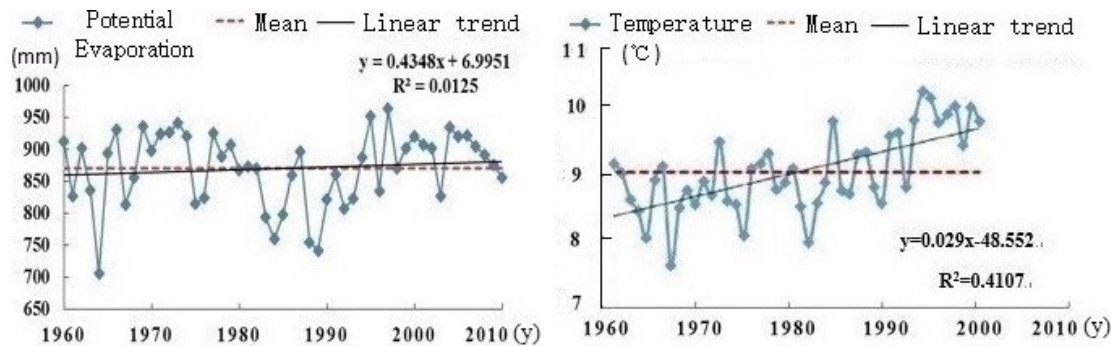 Potential Evaporation
Mean
Linear trend
(mm)
y = 0.4348x + 6.9951
R² = 0.0125
1000
950
900
850
800
750
700
650
1960 1970 1980 1990 2000 2010 (y)
Temperature
Mean
Linear trend
(℃)
11
10
9
8
7
y=0.029x-48.552
R²=0.4107
1960 1970 1980 1990 2000 2010 (y)